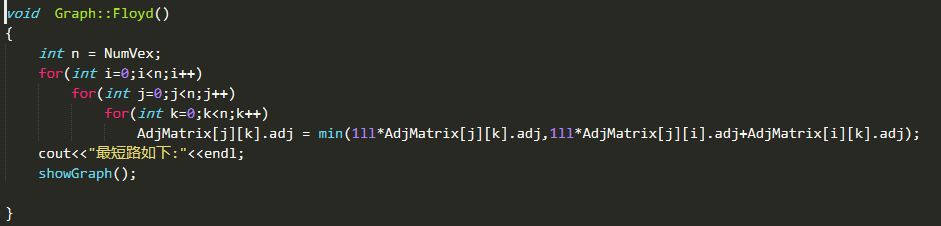 void  Graph::Floyd()
{
    int n = NumVex;
    for(int i=0;i<n;i++)
        for(int j=0;j<n;j++)
            for(int k=0;k<n;k++)
                AdjMatrix[j][k].adj = min(1ll*AdjMatrix[j][k].adj,1ll*AdjMatrix[j][i].adj+AdjMatrix[i][k].adj);
    cout<<"最短路如下:"<<endl;
    showGraph();
}